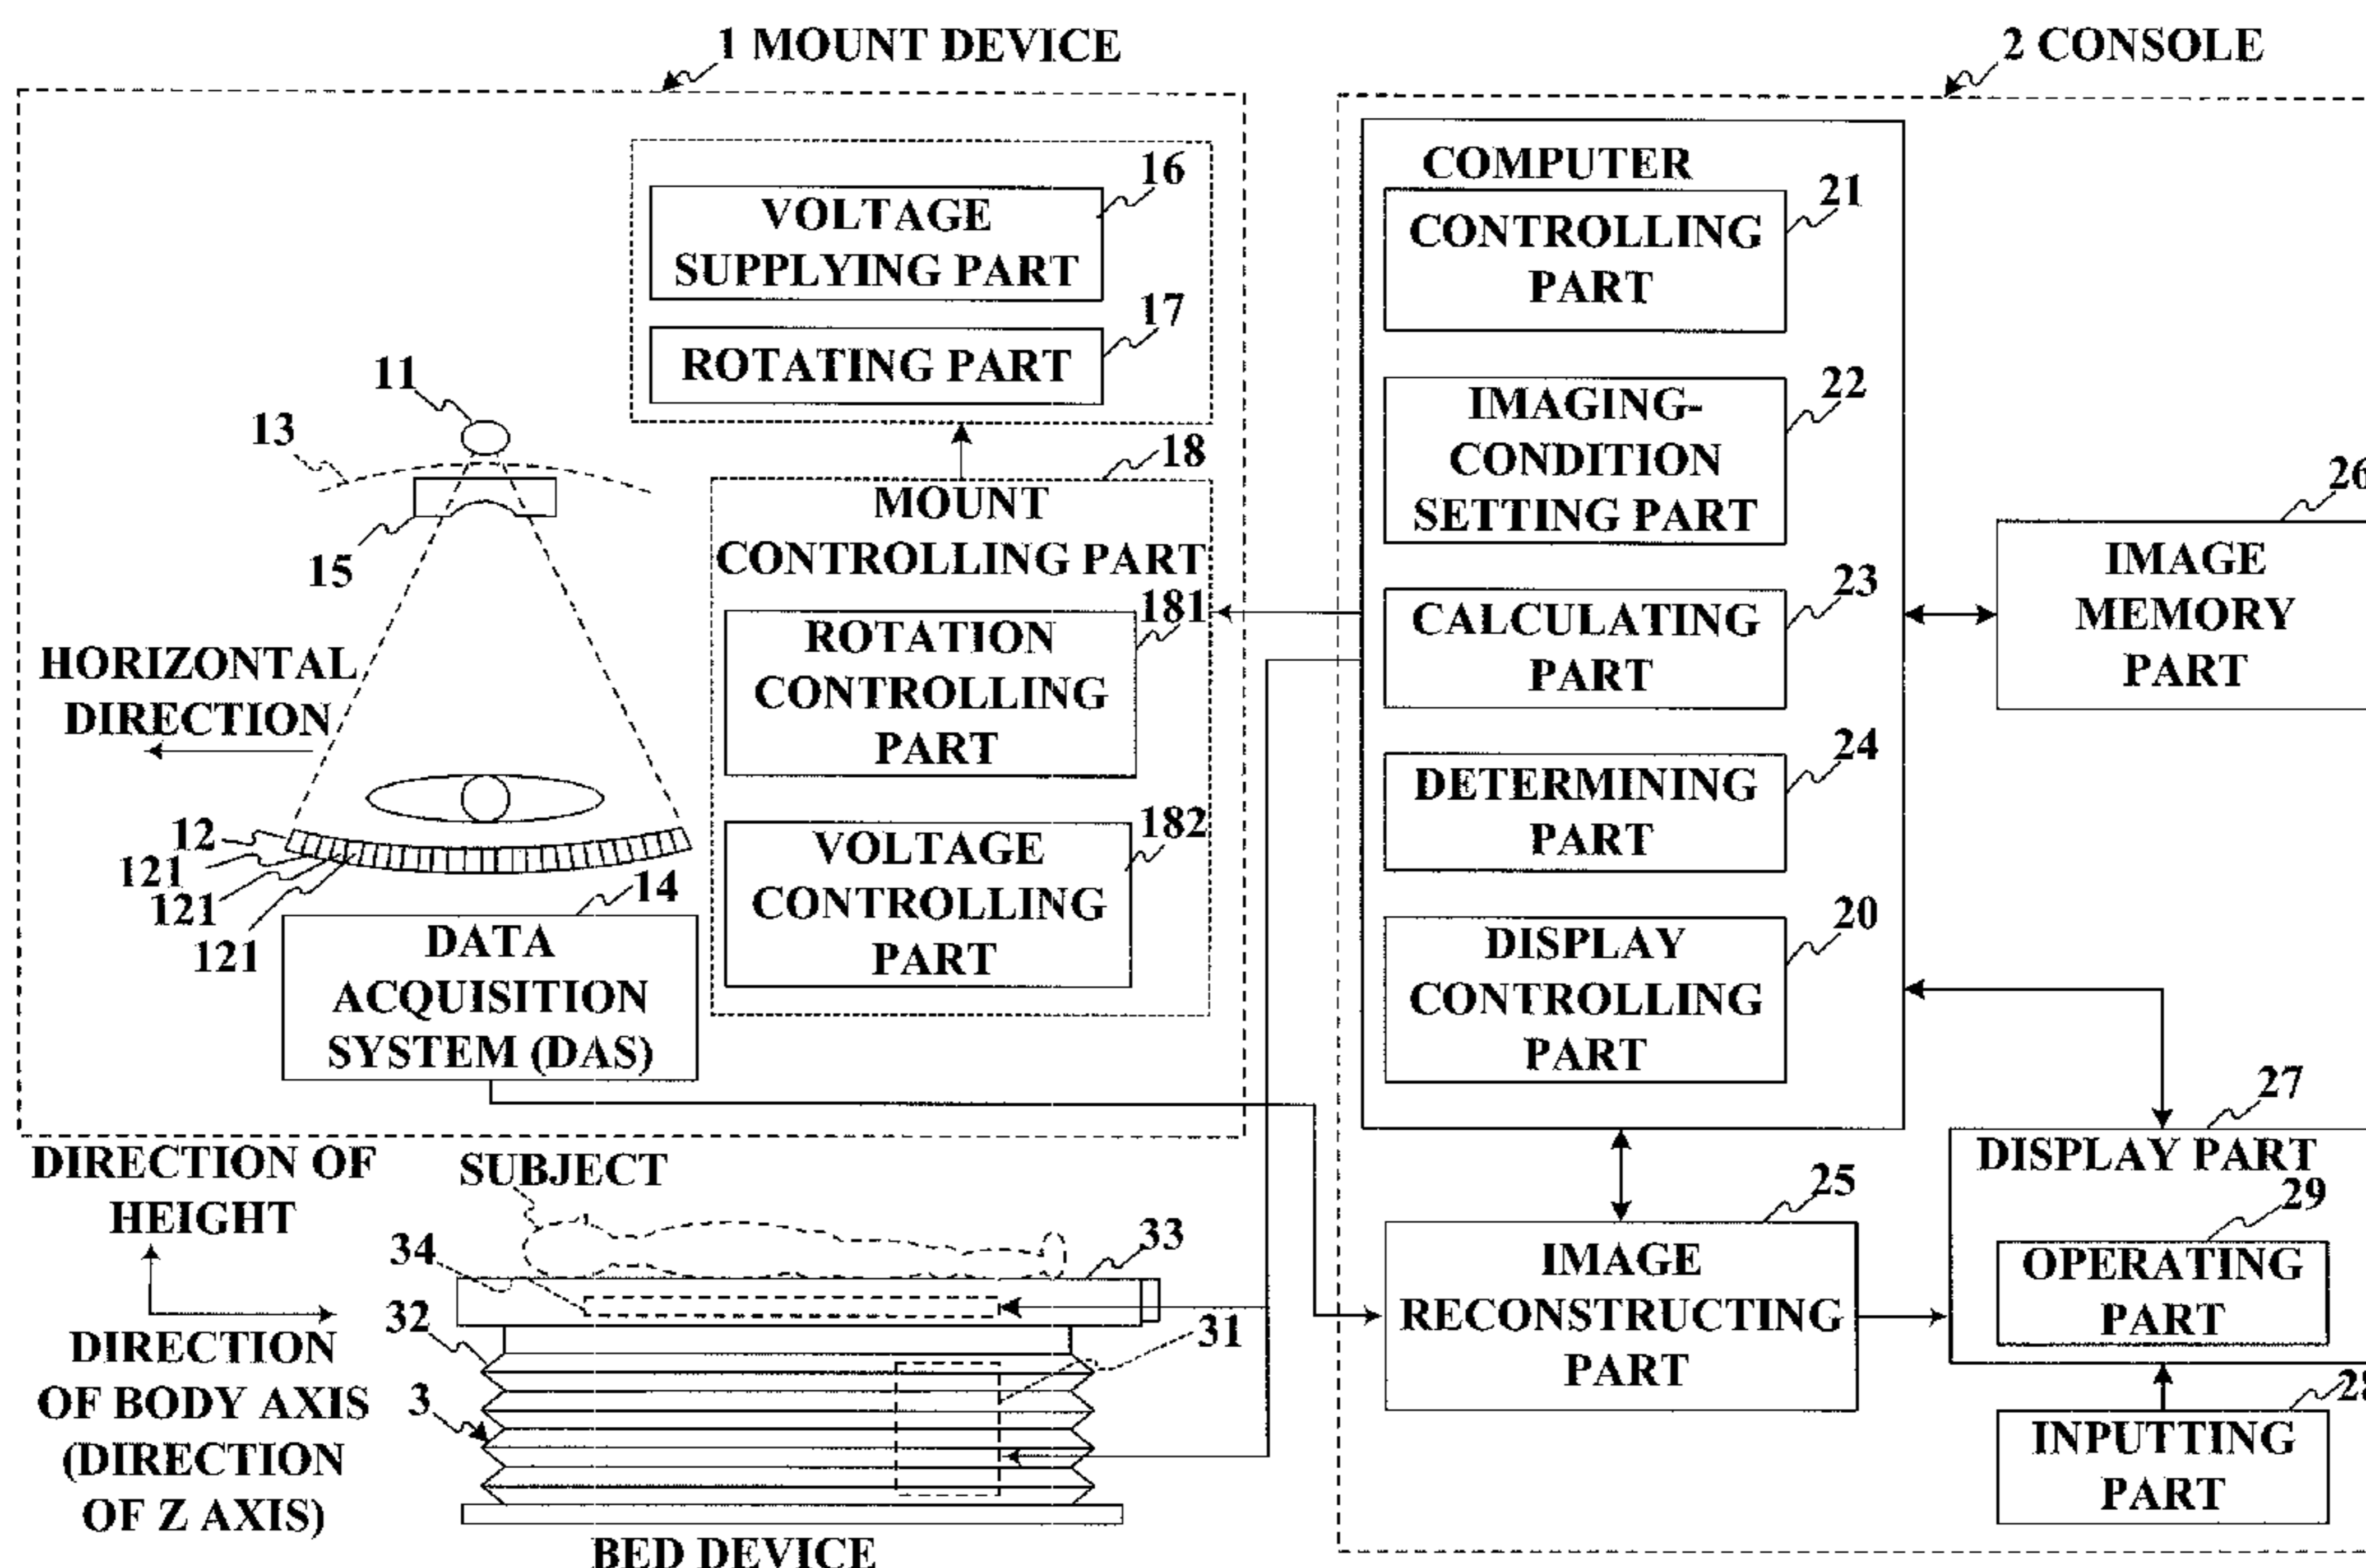 1 MOUNT DEVICE
16
VOLTAGE
SUPPLYING PART
17
ROTATING PART
11
13
15
18
MOUNT
CONTROLLING PART
181
ROTATION
CONTROLLING
PART
182
VOLTAGE
CONTROLLING
PART
HORIZONTAL
DIRECTION
12
121
121
121
14
DATA
ACQUISITION
SYSTEM (DAS)
2 CONSOLE
COMPUTER
21
CONTROLLING
PART
22
IMAGING-
CONDITION
SETTING PART
23
CALCULATING
PART
24
DETERMINING
PART
20
DISPLAY
CONTROLLING
PART
26
IMAGE
MEMORY
PART
25
IMAGE
RECONSTRUCTING
PART
27
DISPLAY PART
29
OPERATING
PART
28
INPUTTING
PART
DIRECTION OF
HEIGHT
DIRECTION
OF BODY AXIS
(DIRECTION
OF Z AXIS)
SUBJECT
34
33
32
31
3
BED DEVICE